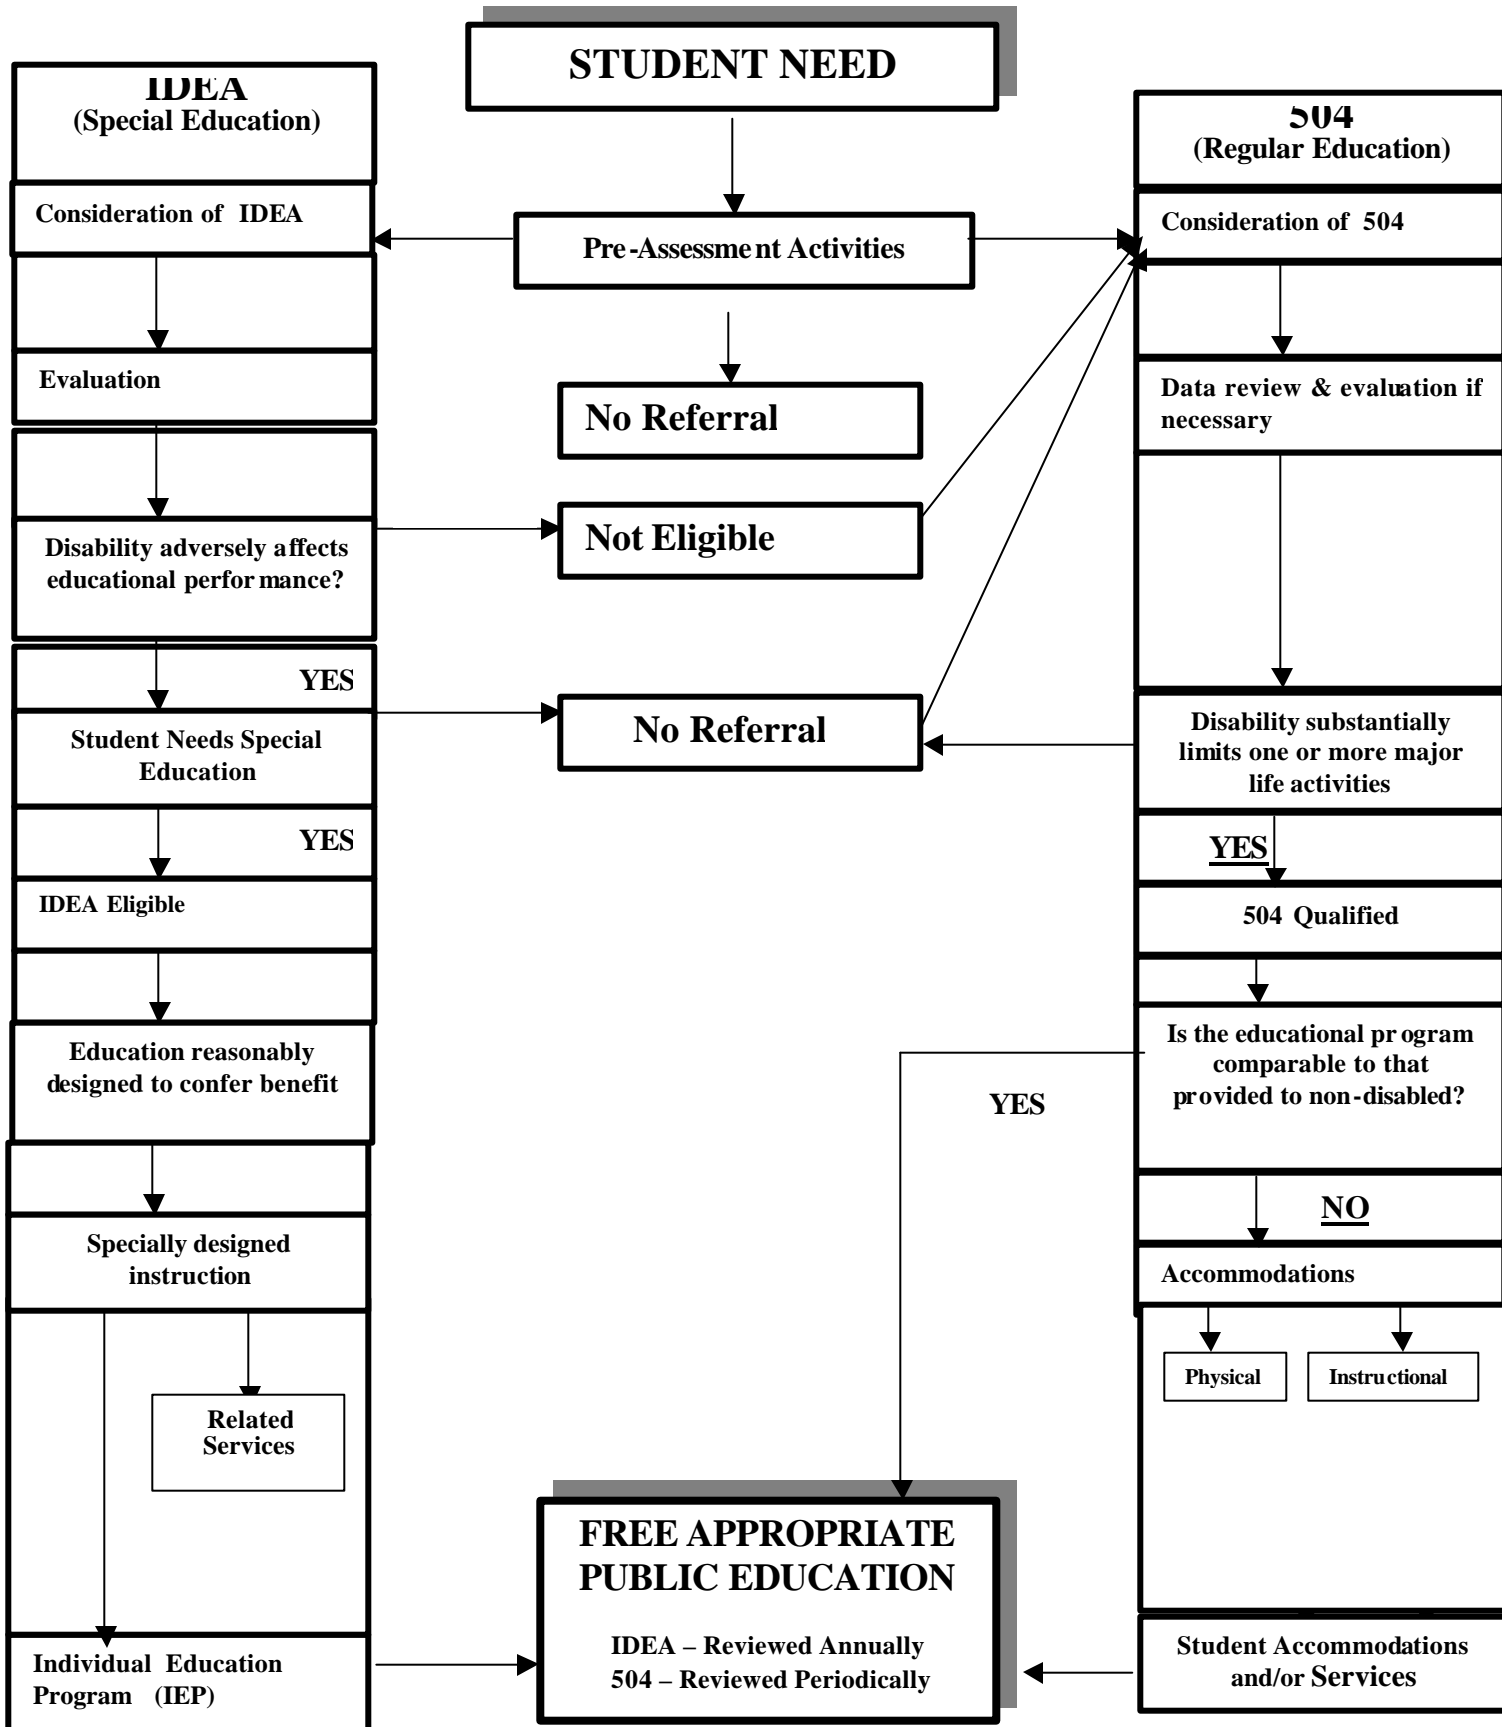 STUDENT NEED
IDEA
(Special Education)
504
(Regular Education)
Consideration of IDEA
Pre-Assessment Activities
Consideration of 504
Evaluation
No Referral
Data review & evaluation if
necessary
Disability adversely affects
educational performance?
Not Eligible
YES
Student Needs Special
Education
No Referral
Disability substantially
limits one or more major
life activities
YES
YES
IDEA Eligible
504 Qualified
Education reasonably
designed to confer benefit
Is the educational program
comparable to that
provided to non-disabled?
YES
NO
Specially designed
instruction
Accommodations
Physical
Instructional
Related
Services
FREE APPROPRIATE
PUBLIC EDUCATION
IDEA – Reviewed Annually
504 – Reviewed Periodically
Individual Education
Program (IEP)
Student Accommodations
and/or Services